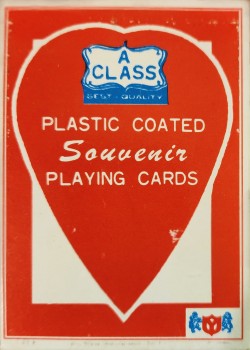 A
CLASS
BEST - QUALITY
PLASTIC COATED
Souvenir
PLAYING CARDS